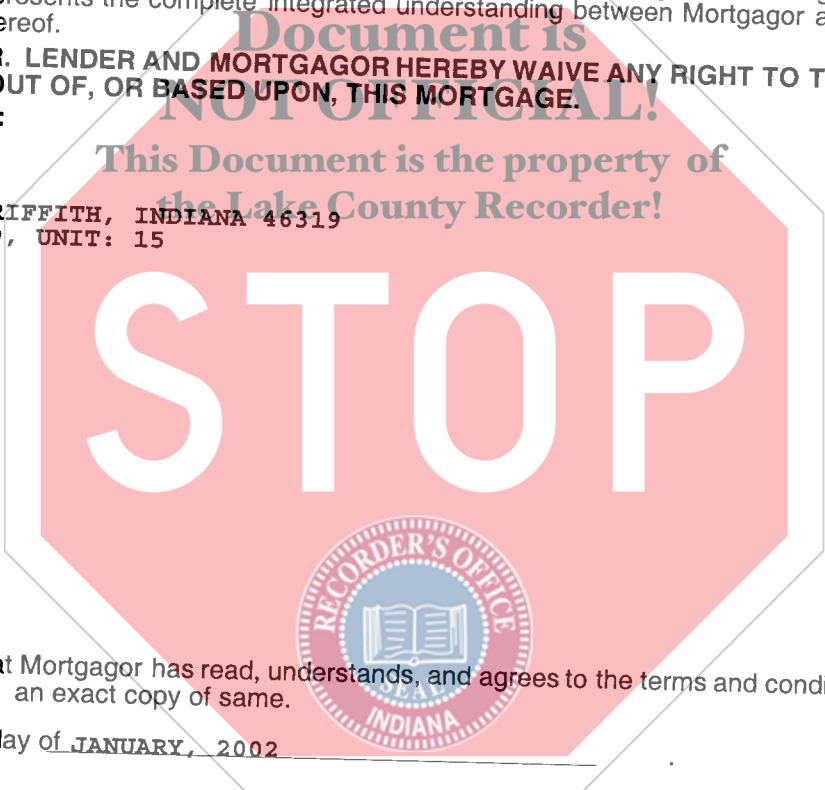 presents the complete integrated understanding between Mortgagor a
ereof.
Document is
R. LENDER AND MORTGAGOR HEREBY WAIVE ANY RIGHT TO T
OUT OF, OR BASED UPON, THIS MORTGAGE.
NOT OFFICIAL!
:
This Document is the property of
the Lake County Recorder!
RIFFITH, INDIANA 46319
, UNIT: 15
STOP
RECORDER'S OFFICE
SEAL
INDIANA
at Mortgagor has read, understands, and agrees to the terms and condi
an exact copy of same.
day of JANUARY, 2002